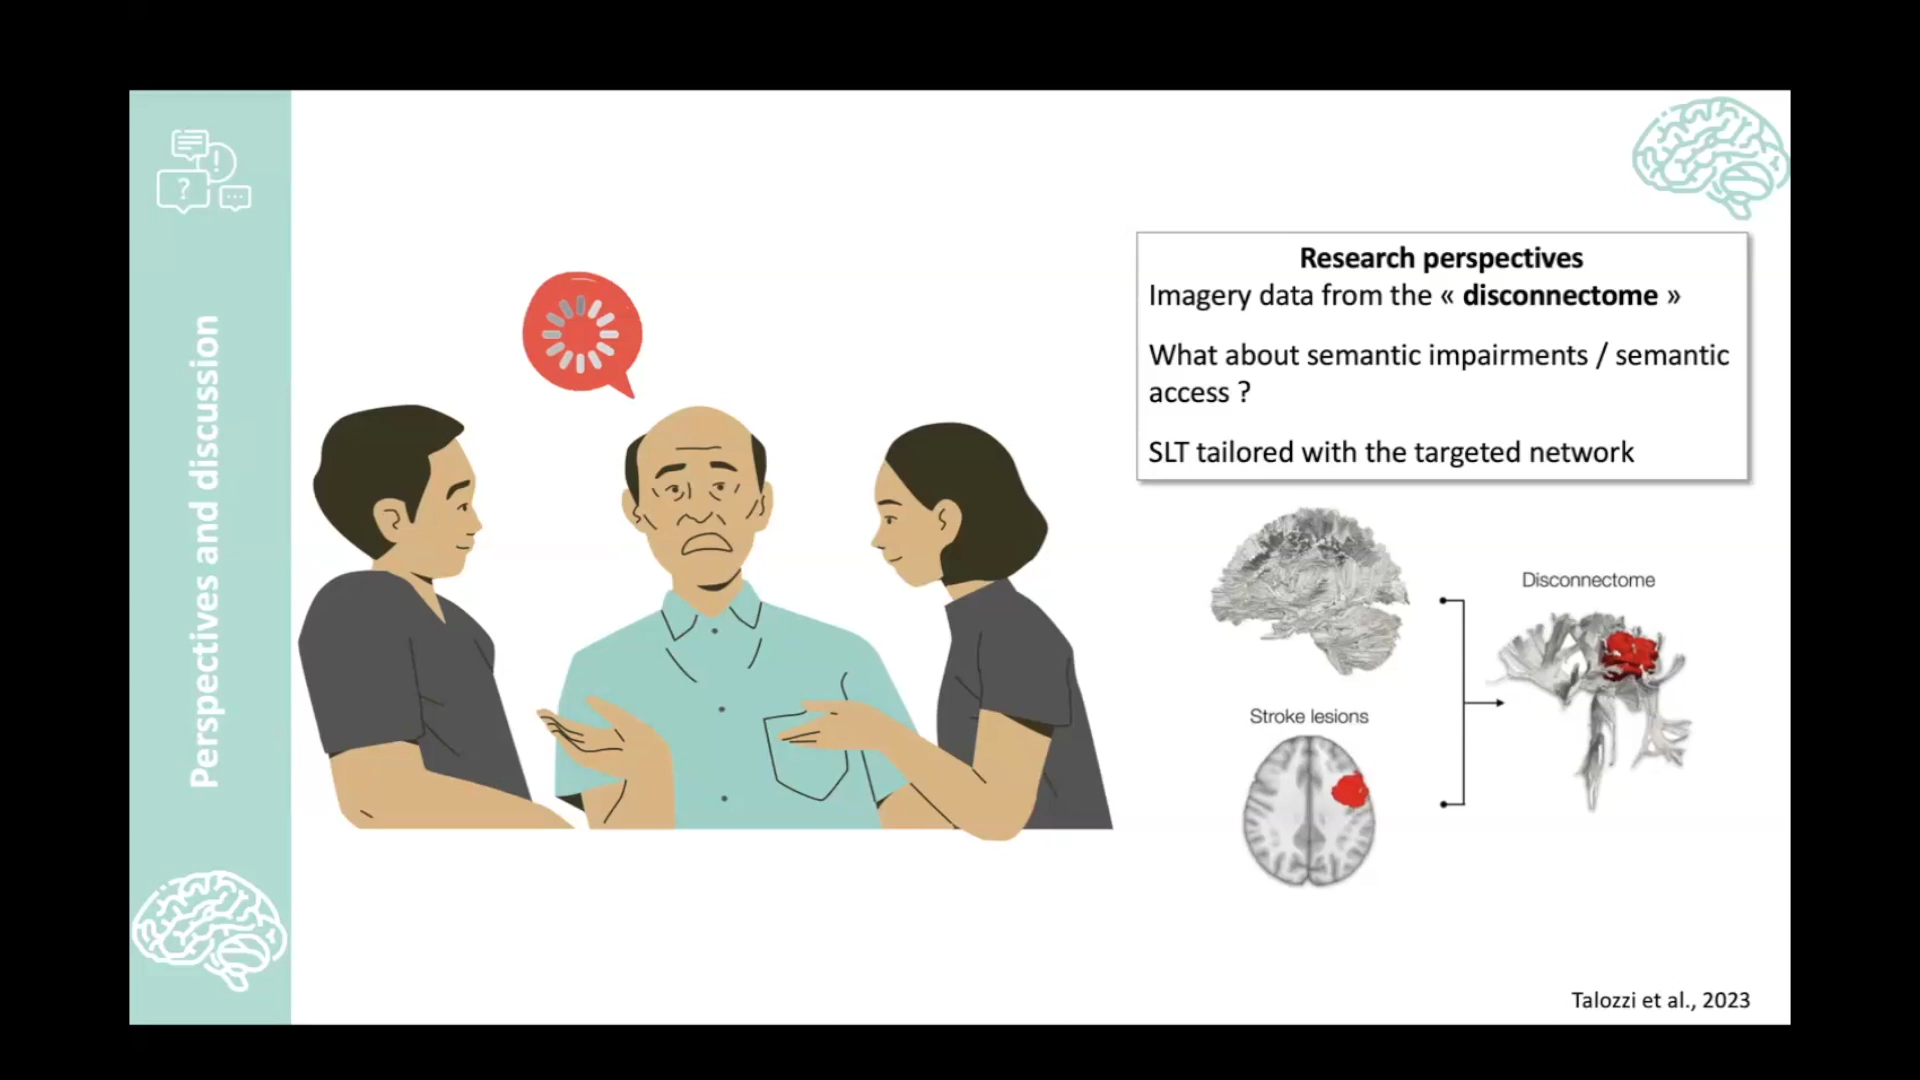 Perspectives and discussion
Research perspectives
Imagery data from the « disconnectome »
What about semantic impairments / semantic
access ?
SLT tailored with the targeted network
Disconnectome
Stroke lesions
Talozzi et al., 2023